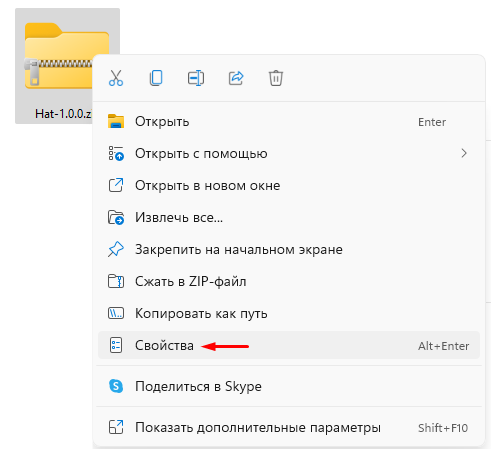 Hat-1.0.0.z
Открыть Enter
Открыть с помощью
Открыть в новом окне
Извлечь все...
Закрепить на начальном экране
Сжать в ZIP-файл
Копировать как путь
Свойства Alt+Enter
Поделиться в Skype
Показать дополнительные параметры Shift+F10